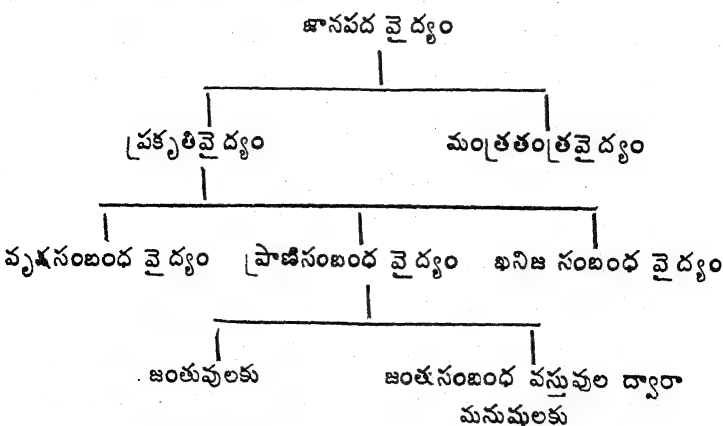 జానపద వైద్యం
ప్రకృతివైద్యం మంత్రతంత్రవైద్యం
వృక్షసంబంధ వైద్యం ప్రాణిసంబంధ వైద్యం ఖనిజ సంబంధ వైద్యం
జంతువులకు జంతుసంబంధ వస్తువుల ద్వారా
మనుషులకు